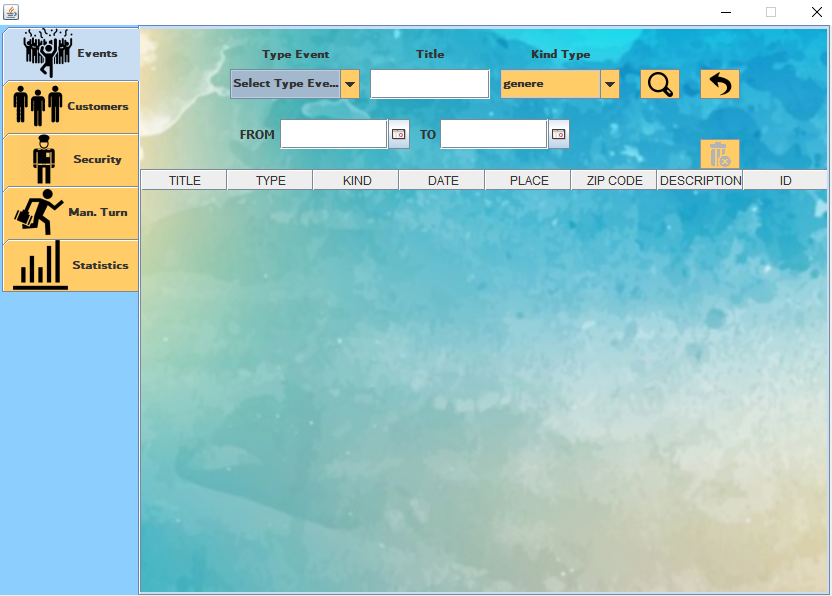 Events
Customers
Security
Man. Turn
Statistics
Type Event Title Kind Type
Select Type Eve... genere
FROM TO
TITLE TYPE KIND DATE PLACE ZIP CODE DESCRIPTION ID